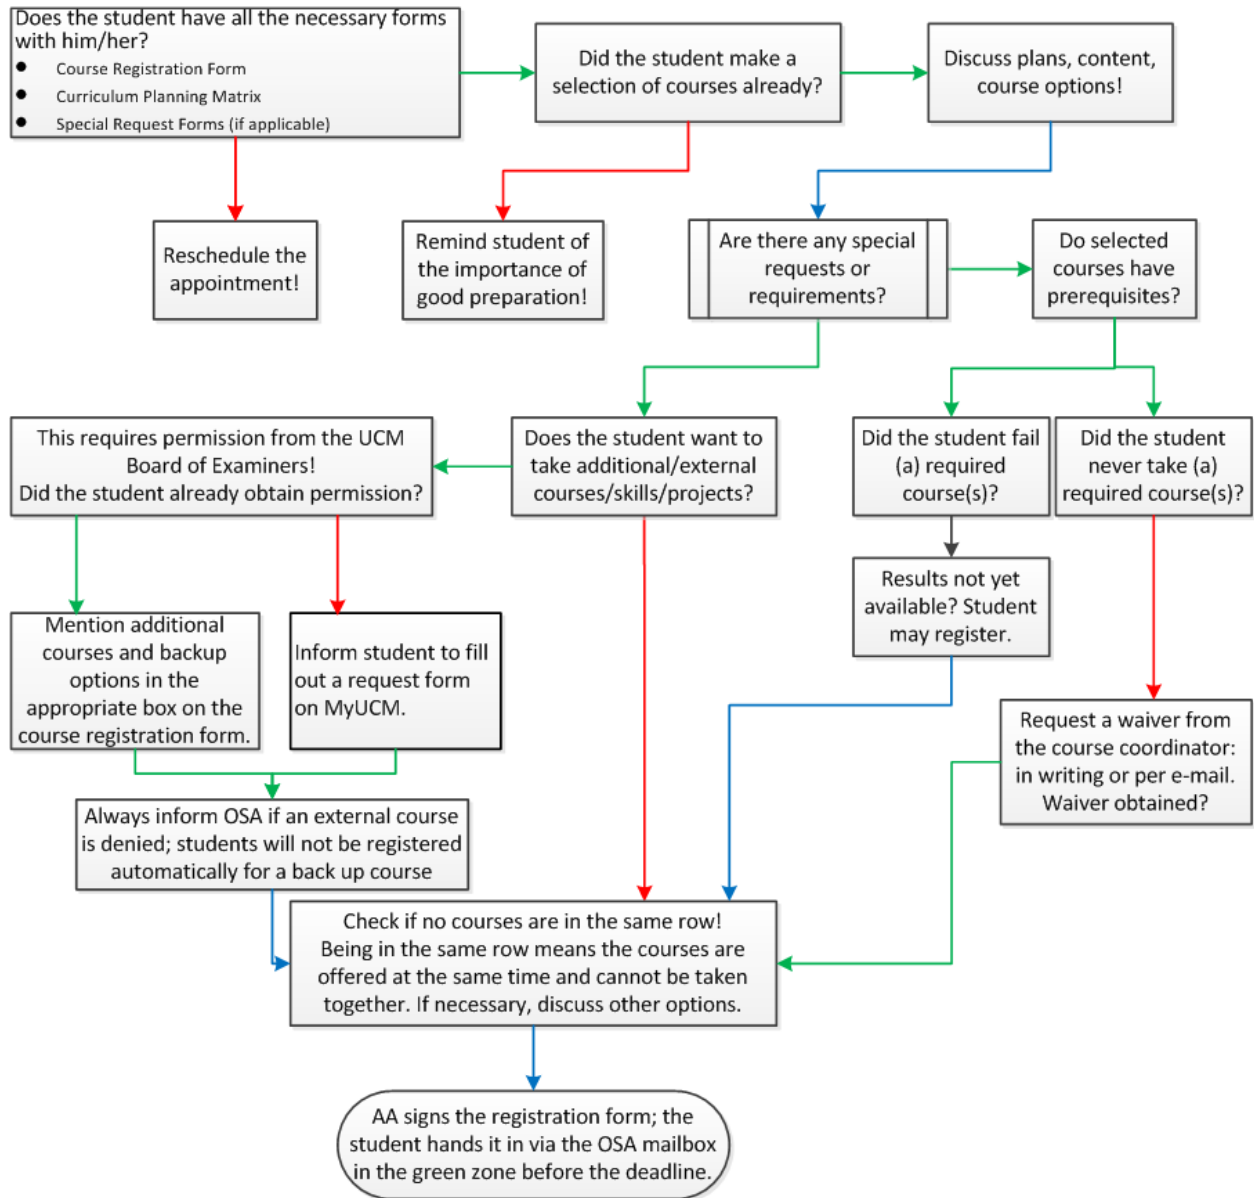 Does the student have all the necessary forms
with him/her?
● Course Registration Form
● Curriculum Planning Matrix
● Special Request Forms (if applicable)
Did the student make a
selection of courses already?
Discuss plans, content,
course options!
Reschedule the
appointment!
Remind student of
the importance of
good preparation!
Are there any special
requests or
requirements?
Do selected
courses have
prerequisites?
This requires permission from the UCM
Board of Examiners!
Did the student already obtain permission?
Does the student want to
take additional/external
courses/skills/projects?
Did the student fail
(a) required
course(s)?
Did the student
never take (a)
required course(s)?
Results not yet
available? Student
may register.
Mention additional
courses and backup
options in the
appropriate box on the
course registration form.
Inform student to fill
out a request form
on MyUCM.
Request a waiver from
the course coordinator:
in writing or per e-mail.
Waiver obtained?
Always inform OSA if an external course
is denied; students will not be registered
automatically for a back up course
Check if no courses are in the same row!
Being in the same row means the courses are
offered at the same time and cannot be taken
together. If necessary, discuss other options.
AA signs the registration form; the
student hands it in via the OSA mailbox
in the green zone before the deadline.